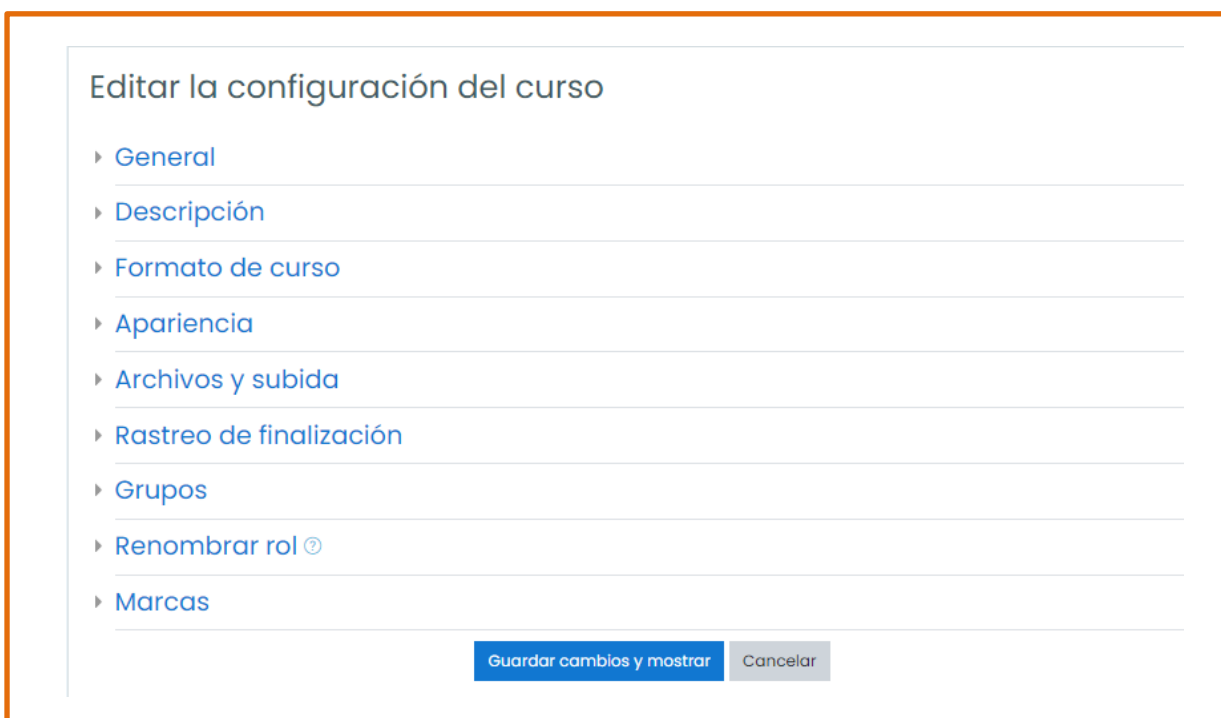 Editar la configuración del curso
General
Descripción
Formato de curso
Apariencia
Archivos y subida
Rastreo de finalización
Grupos
Renombrar rol ?
Marcas
Guardar cambios y mostrar Cancelar